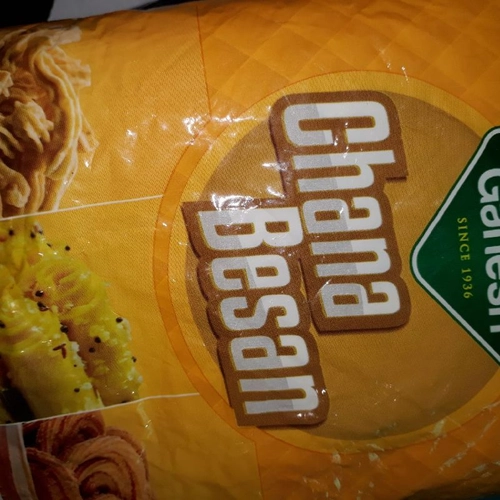 Ganesh
SINCE 1936
Chana
Besan